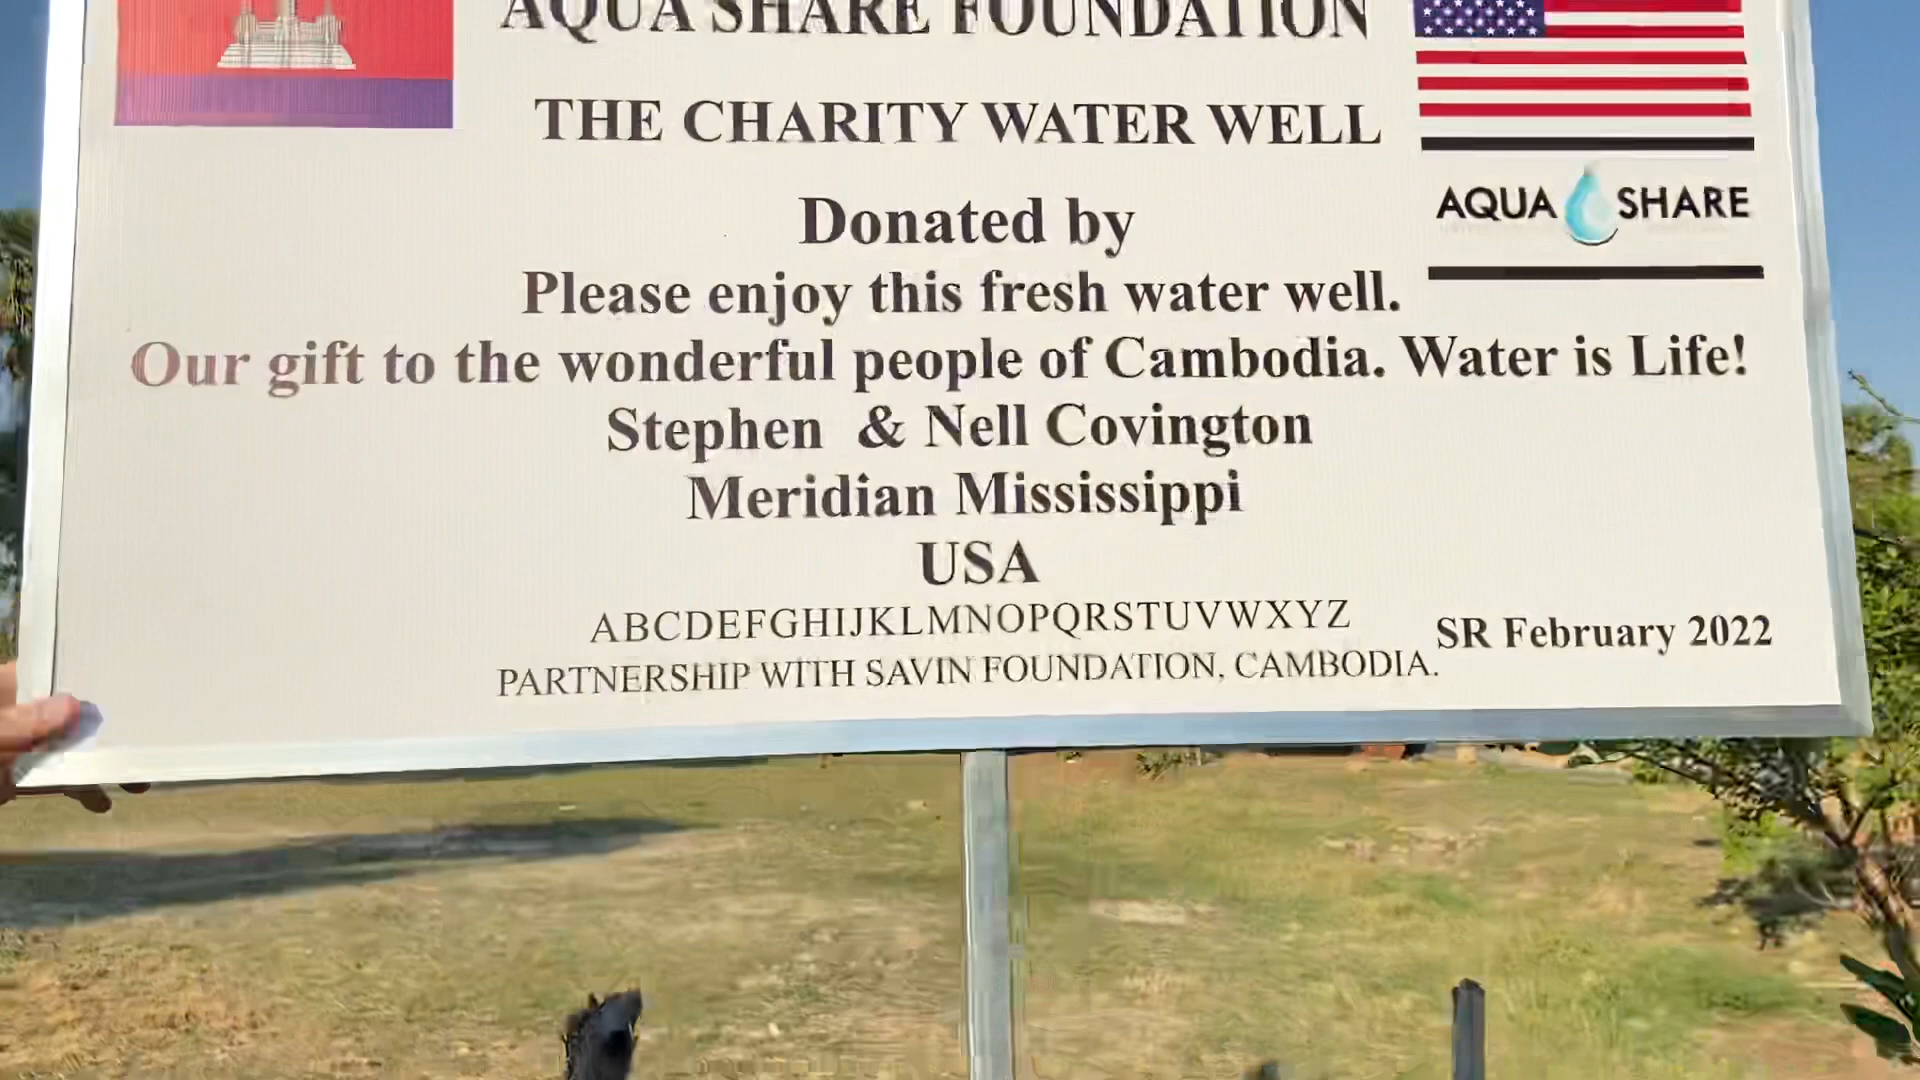 AQUA SHARE FOUNDATION
THE CHARITY WATER WELL
AQUA SHARE
Donated by
Please enjoy this fresh water well.
Our gift to the wonderful people of Cambodia. Water is Life!
Stephen & Nell Covington
Meridian Mississippi
USA
ABCDEFGHIJKLMNOPQRSTUVWXYZ
SR February 2022
PARTNERSHIP WITH SAVIN FOUNDATION, CAMBODIA.